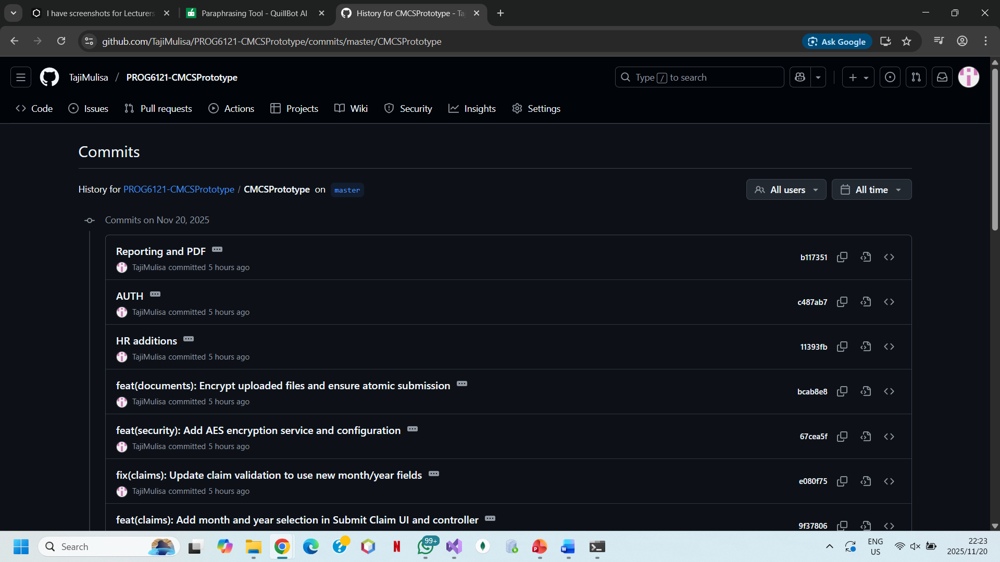 I have screenshots for Lecturers
Paraphrasing Tool - QuillBot AI
History for CMCSPrototype - Ta
github.com/TajiMulisa/PROG6121-CMCSPrototype/commits/master/CMCSPrototype
Ask Google
TajiMulisa / PROG6121-CMCSPrototype
Type / to search
Code
Issues
Pull requests
Actions
Projects
Wiki
Security
Insights
Settings
Commits
History for PROG6121-CMCSPrototype / CMCSPrototype on master
All users
All time
Commits on Nov 20, 2025
Reporting and PDF
TajiMulisa committed 5 hours ago
b117351
AUTH
TajiMulisa committed 5 hours ago
c487ab7
HR additions
TajiMulisa committed 5 hours ago
11393fb
feat(documents): Encrypt uploaded files and ensure atomic submission
TajiMulisa committed 5 hours ago
bcab8e8
feat(security): Add AES encryption service and configuration
TajiMulisa committed 5 hours ago
67cea5f
fix(claims): Update claim validation to use new month/year fields
TajiMulisa committed 5 hours ago
e080f75
feat(claims): Add month and year selection in Submit Claim UI and controller
9f37806
Search
99+
ENG
US
22:23
2025/11/20